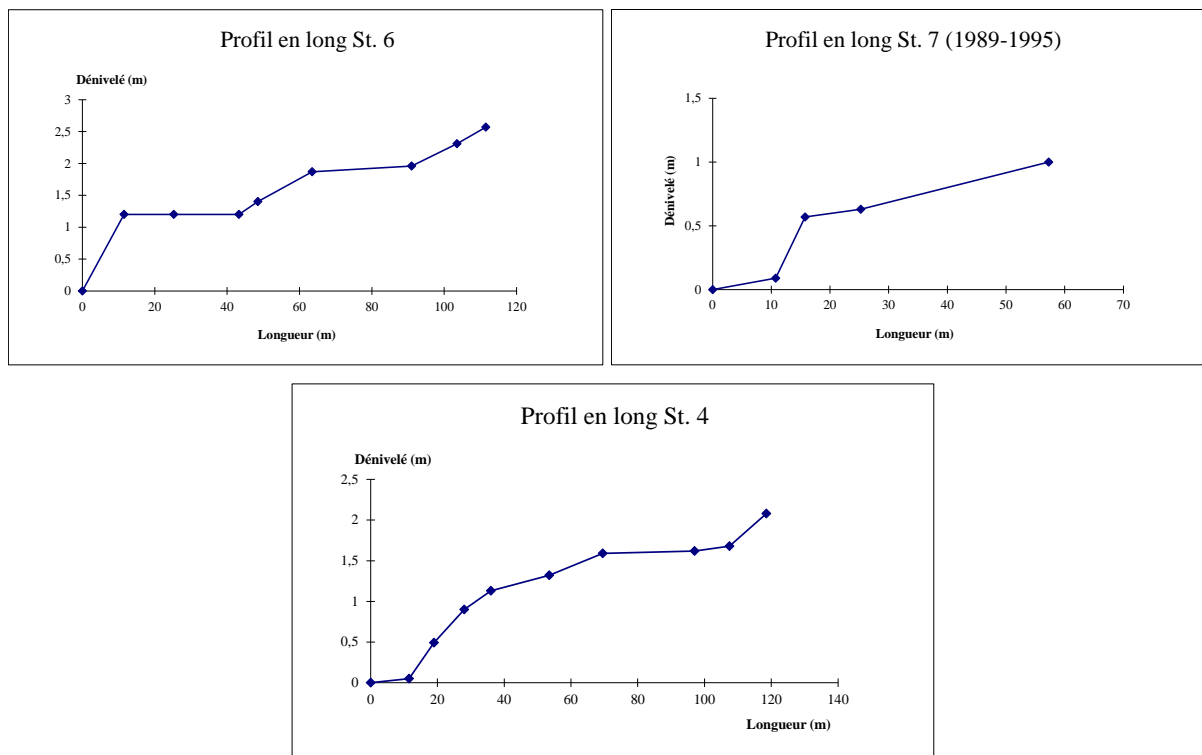 Profil en long St. 6
Dénivelé (m)
3
2,5
2
1,5
1
0,5
0
0 20 40 60 80 100 120
Longueur (m)
Profil en long St. 7 (1989-1995)
Dénivelé (m)
1,5
1
0,5
0
0 10 20 30 40 50 60 70
Longueur (m)
Profil en long St. 4
Dénivelé (m)
2,5
2
1,5
1
0,5
0
0 20 40 60 80 100 120 140
Longueur (m)